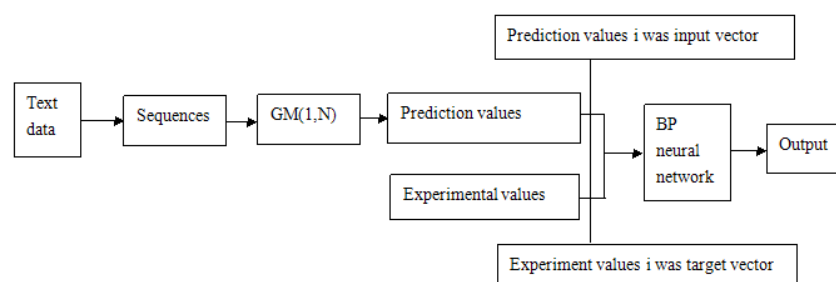 Prediction values i was input vector
Text
data
Sequences
GM(1,N)
Prediction values
BP
neural
network
Output
Experimental values
Experiment values i was target vector